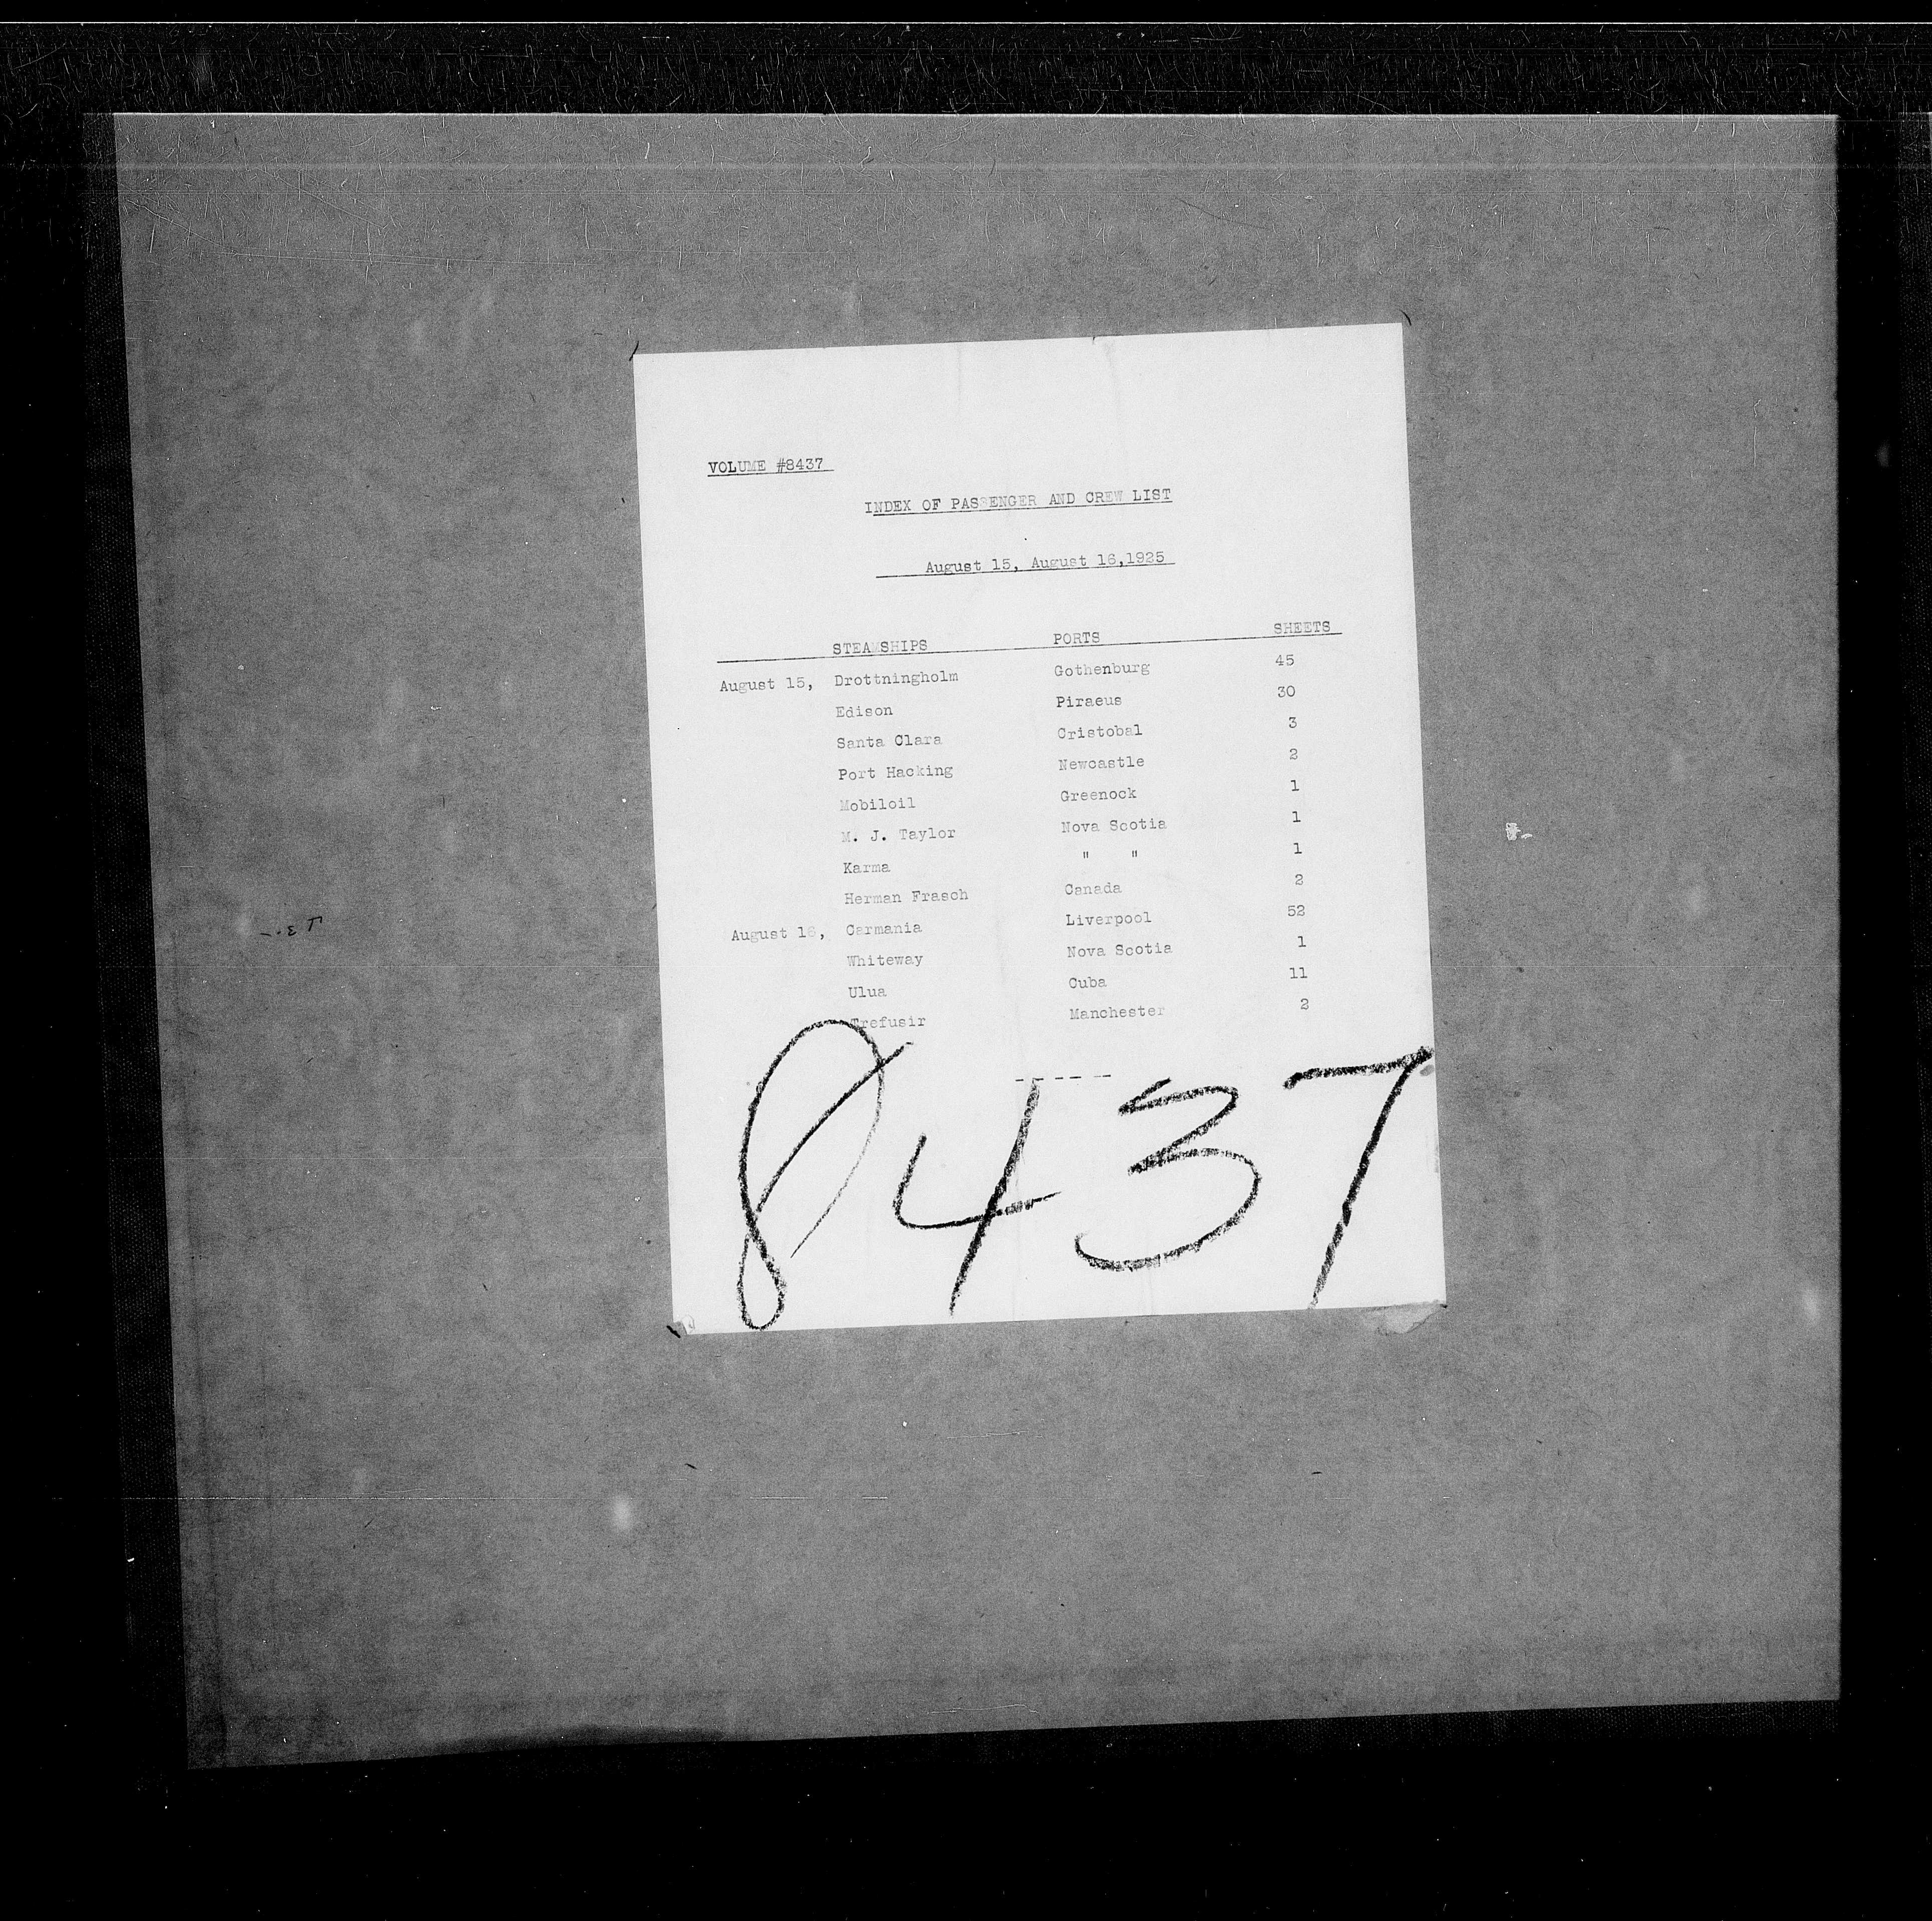 VOLUME #8437
INDEX OF PASSENGER AND CREW LIST
August 15, August 16,1925
STEAMSHIPS PORTS SHEETS
August 15, Drottningholm Gothenburg 45
Edison Piraeus 30
Santa Clara Cristobal 3
Port Hacking Newcastle 2
Mobiloil Greenock 1
M. J. Taylor Nova Scotia 1
Karma " " 1
Herman Frasch Canada 2
August 16, Carmania Liverpool 52
Whiteway Nova Scotia 1
Ulua Cuba 11
Trefusir Manchester 2
-----
8437